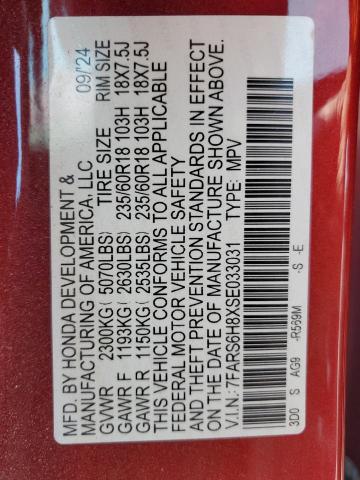 MFD. BY HONDA DEVELOPMENT &
MANUFACTURING OF AMERICA, LLC 09/'24
GVWR 2300KG ( 5070LBS) TIRE SIZE RIM SIZE
GAWR F 1193KG ( 2630LBS) 235/60R18 103H 18X7.5J
GAWR R 1150KG ( 2535LBS) 235/60R18 103H 18X7.5J
THIS VEHICLE CONFORMS TO ALL APPLICABLE
FEDERAL MOTOR VEHICLE SAFETY
AND THEFT PREVENTION STANDARDS IN EFFECT
ON THE DATE OF MANUFACTURE SHOWN ABOVE.
V.I.N.: 7FARS6H8XSE033031 TYPE: MPV
3D0 S AG9 -R569M -S -E